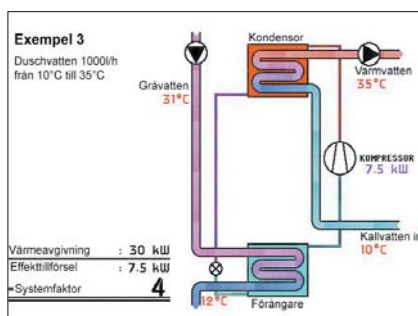 Exempel 3
Duschvatten 1000l/h
från 10°C till 35°C
Kondensor
Gråvatten
31°C
Varmvatten
35°C
KOMPRESSOR
7.5 kW
Kallvatten in
10°C
Värmeavgivning : 30 kW
Effekttillförsel : 7.5 kW
=Systemfaktor 4
12°C
Förångare